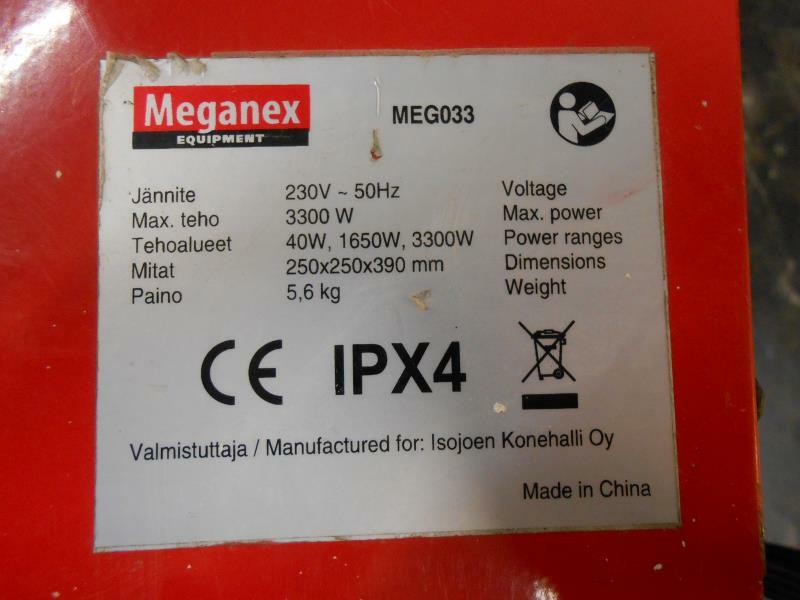 Meganex
EQUIPMENT
MEG033
Jännite 230V ~ 50Hz Voltage
Max. teho 3300 W Max. power
Tehoalueet 40W, 1650W, 3300W Power ranges
Mitat 250x250x390 mm Dimensions
Paino 5,6 kg Weight
CE IPX4
Valmistuttaja / Manufactured for: Isojoen Konehalli Oy
Made in China